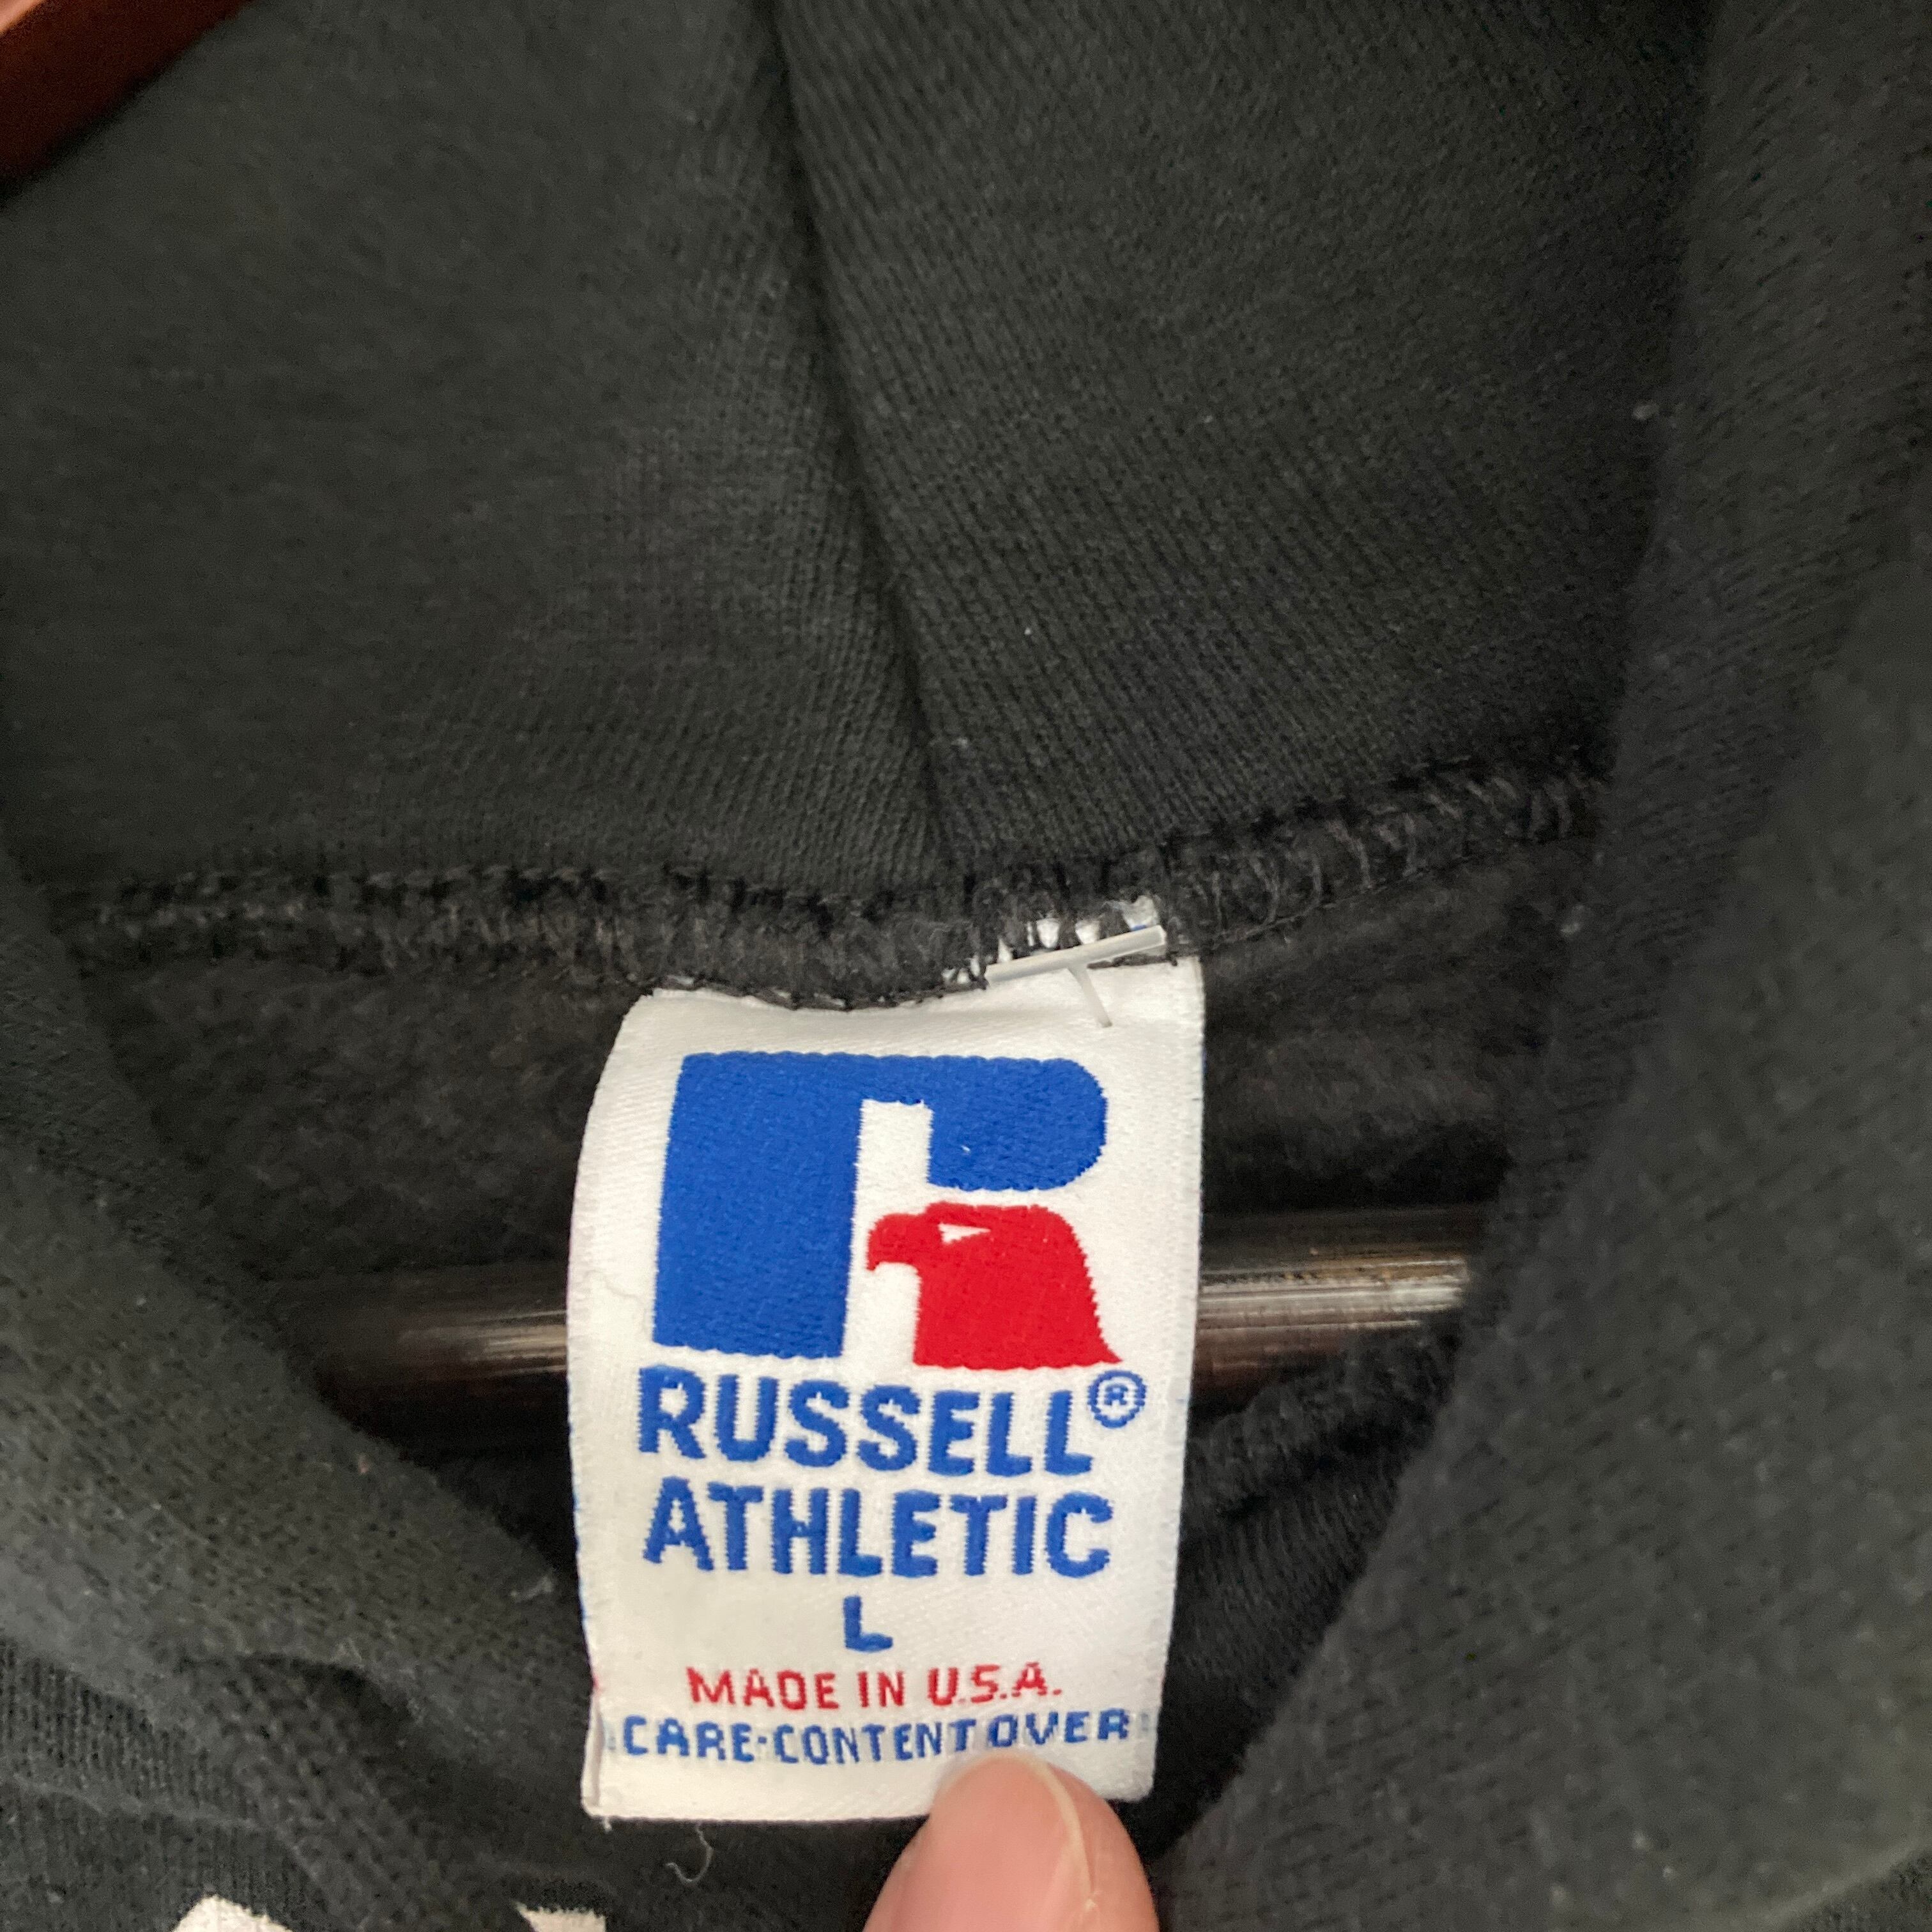 RUSSELL®
ATHLETIC
L
MADE IN U.S.A.
CARE·CONTENT OVER